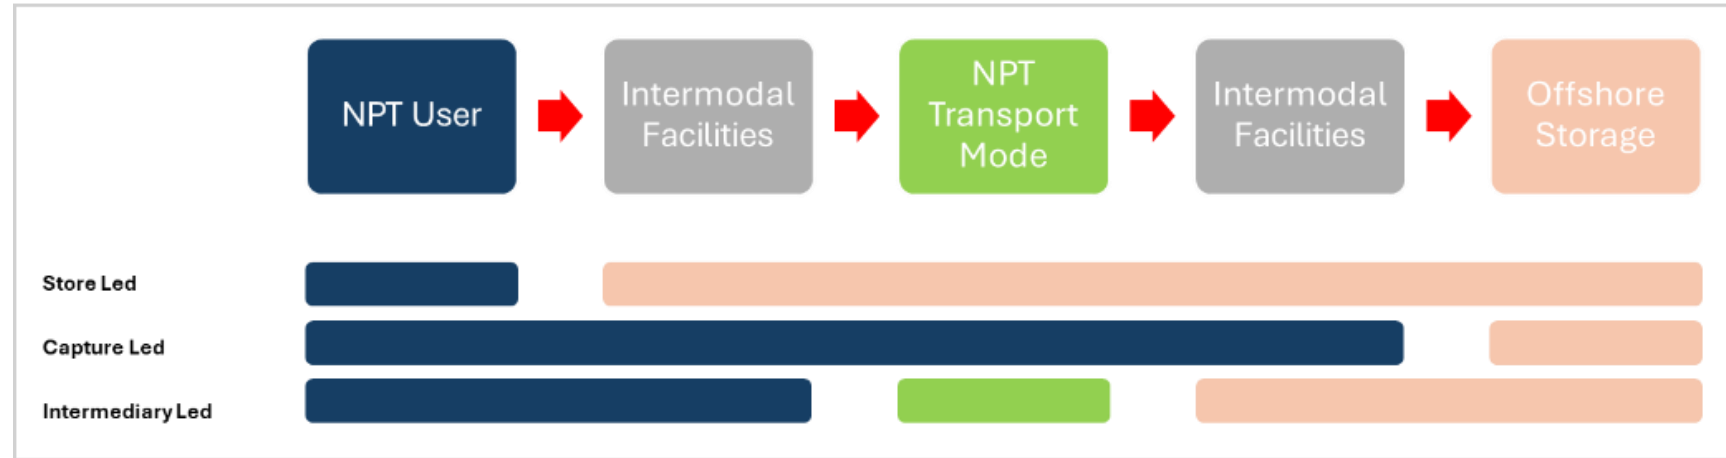 NPT User
Intermodal
Facilities
NPT
Transport
Mode
Intermodal
Facilities
Offshore
Storage
Store Led
Capture Led
Intermediary Led